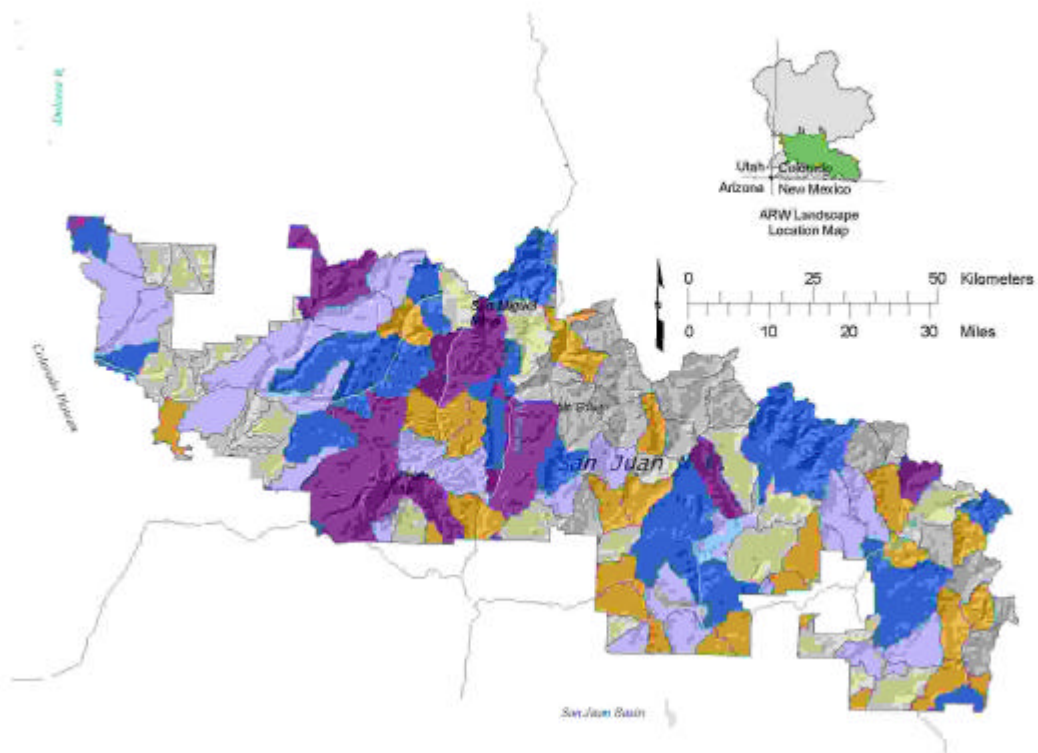 Dolores R.
Utah
Colorado
Arizona
New Mexico
ARW Landscape
Location Map
0 25 50 Kilometers
0 10 20 30 Miles
San Miguel
Colorado Plateau
San Juan
San Juan Basin